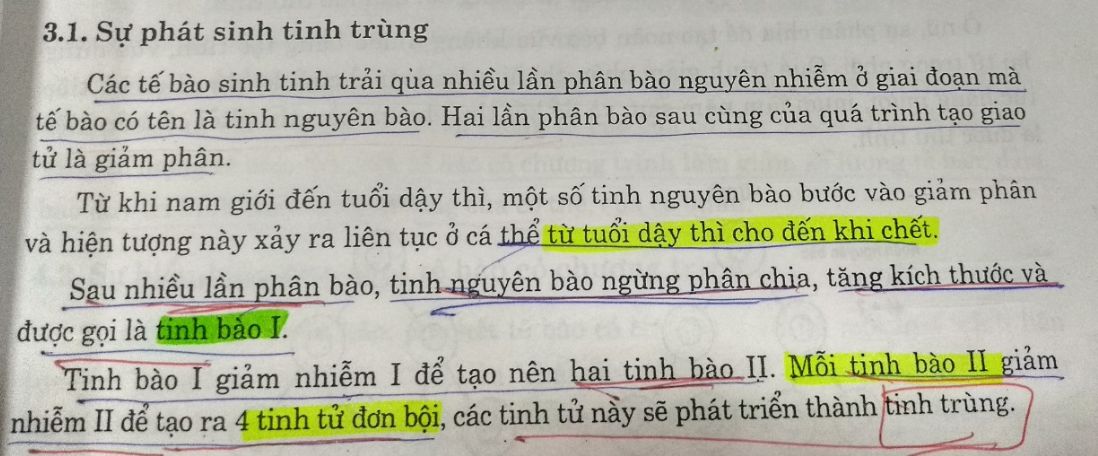 3.1. Sự phát sinh tinh trùng
Các tế bào sinh tinh trải qua nhiều lần phân bào nguyên nhiễm ở giai đoạn mà
tế bào có tên là tinh nguyên bào. Hai lần phân bào sau cùng của quá trình tạo giao
tử là giảm phân.
Từ khi nam giới đến tuổi dậy thì, một số tinh nguyên bào bước vào giảm phân
và hiện tượng này xảy ra liên tục ở cá thể từ tuổi dậy thì cho đến khi chết.
Sau nhiều lần phân bào, tinh nguyên bào ngừng phân chia, tăng kích thước và
được gọi là tinh bào I.
Tinh bào I giảm nhiễm I để tạo nên hai tinh bào II. Mỗi tinh bào II giảm
nhiễm II để tạo ra 4 tinh tử đơn bội, các tinh tử này sẽ phát triển thành tinh trùng.